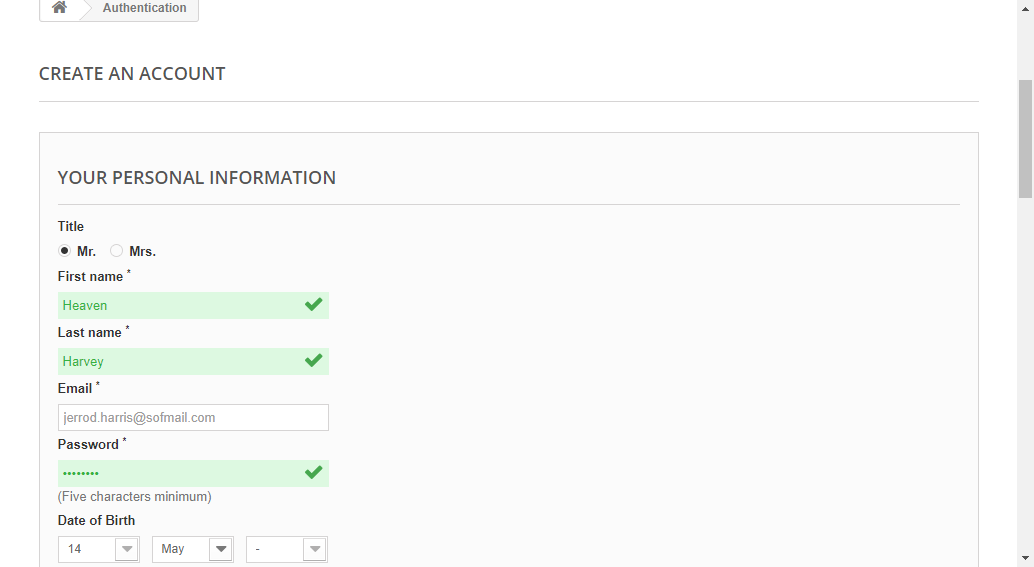 Authentication
CREATE AN ACCOUNT
YOUR PERSONAL INFORMATION
Title
Mr. Mrs.
First name *
Heaven
Last name *
Harvey
Email *
jerrod.harris@sofmail.com
Password *
••••••••
(Five characters minimum)
Date of Birth
14 May -